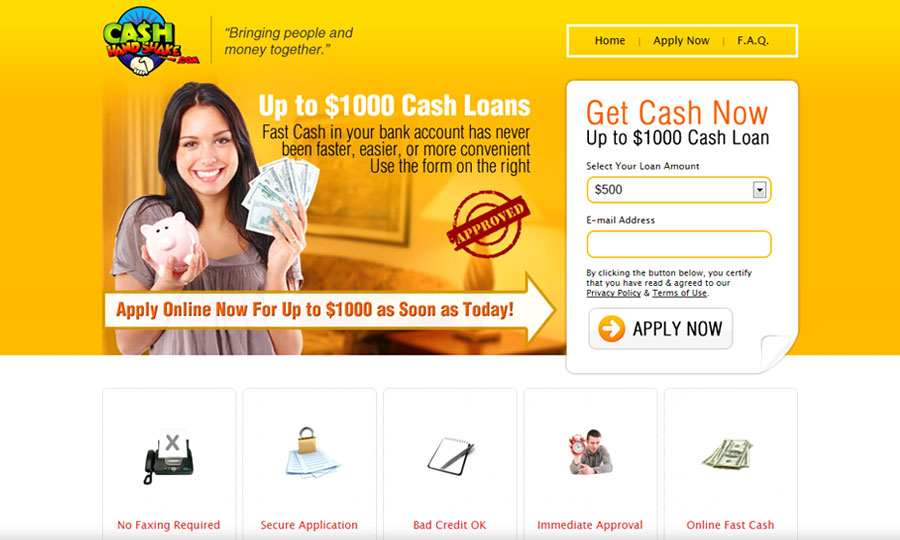 CA$H
HAND SHAKE
.COM
“Bringing people and
money together.”
Home | Apply Now | F.A.Q.
Up to $1000 Cash Loans
Fast Cash in your bank account has never
been faster, easier, or more convenient
Use the form on the right
APPROVED
Apply Online Now For Up to $1000 as Soon as Today!
Get Cash Now
Up to $1000 Cash Loan
Select Your Loan Amount
$500
E-mail Address
By clicking the button below, you certify
that you have read & agreed to our
Privacy Policy & Terms of Use.
APPLY NOW
X
No Faxing Required
Secure Application
Bad Credit OK
Immediate Approval
Online Fast Cash